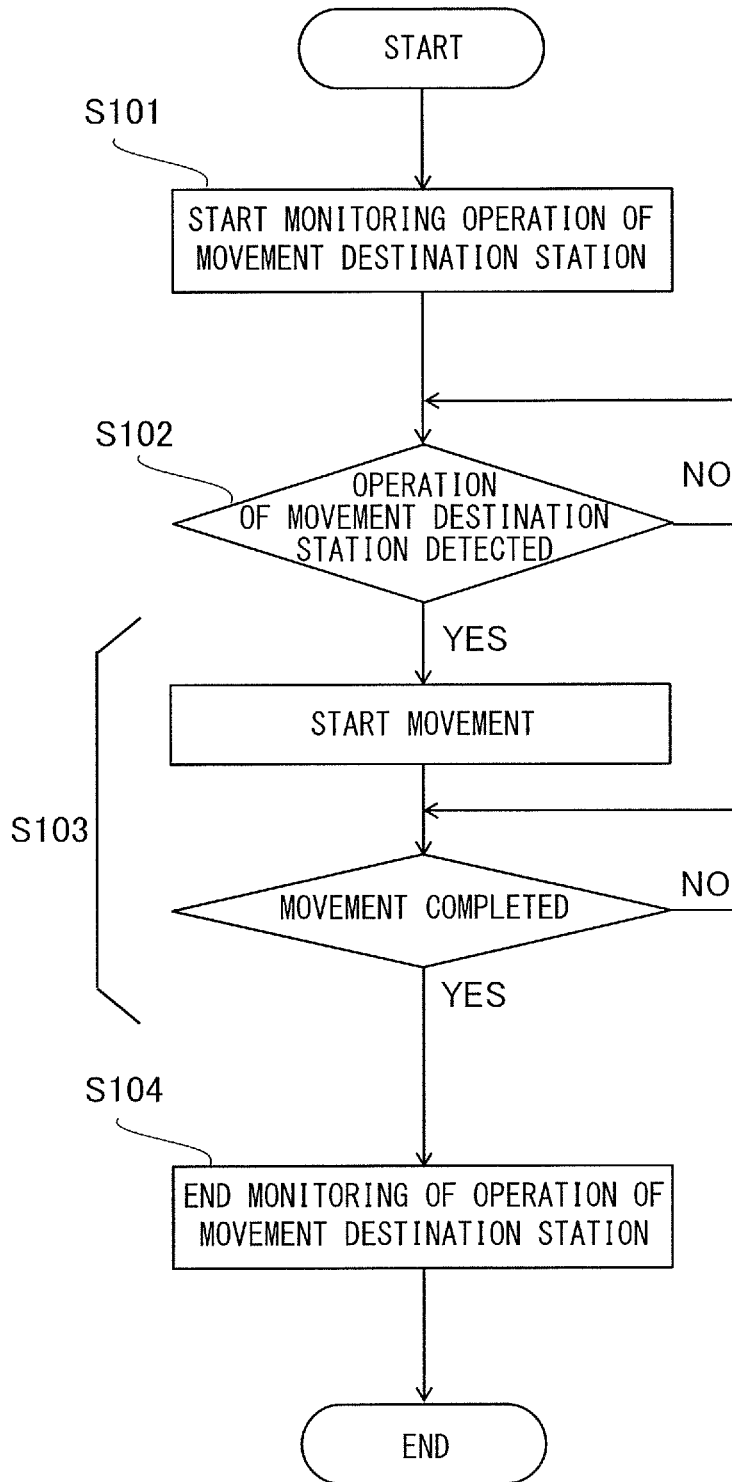 START
S101
START MONITORING OPERATION OF
MOVEMENT DESTINATION STATION
S102
OPERATION
OF MOVEMENT DESTINATION
STATION DETECTED
NO
YES
S103
START MOVEMENT
MOVEMENT COMPLETED
NO
YES
S104
END MONITORING OF OPERATION OF
MOVEMENT DESTINATION STATION
END